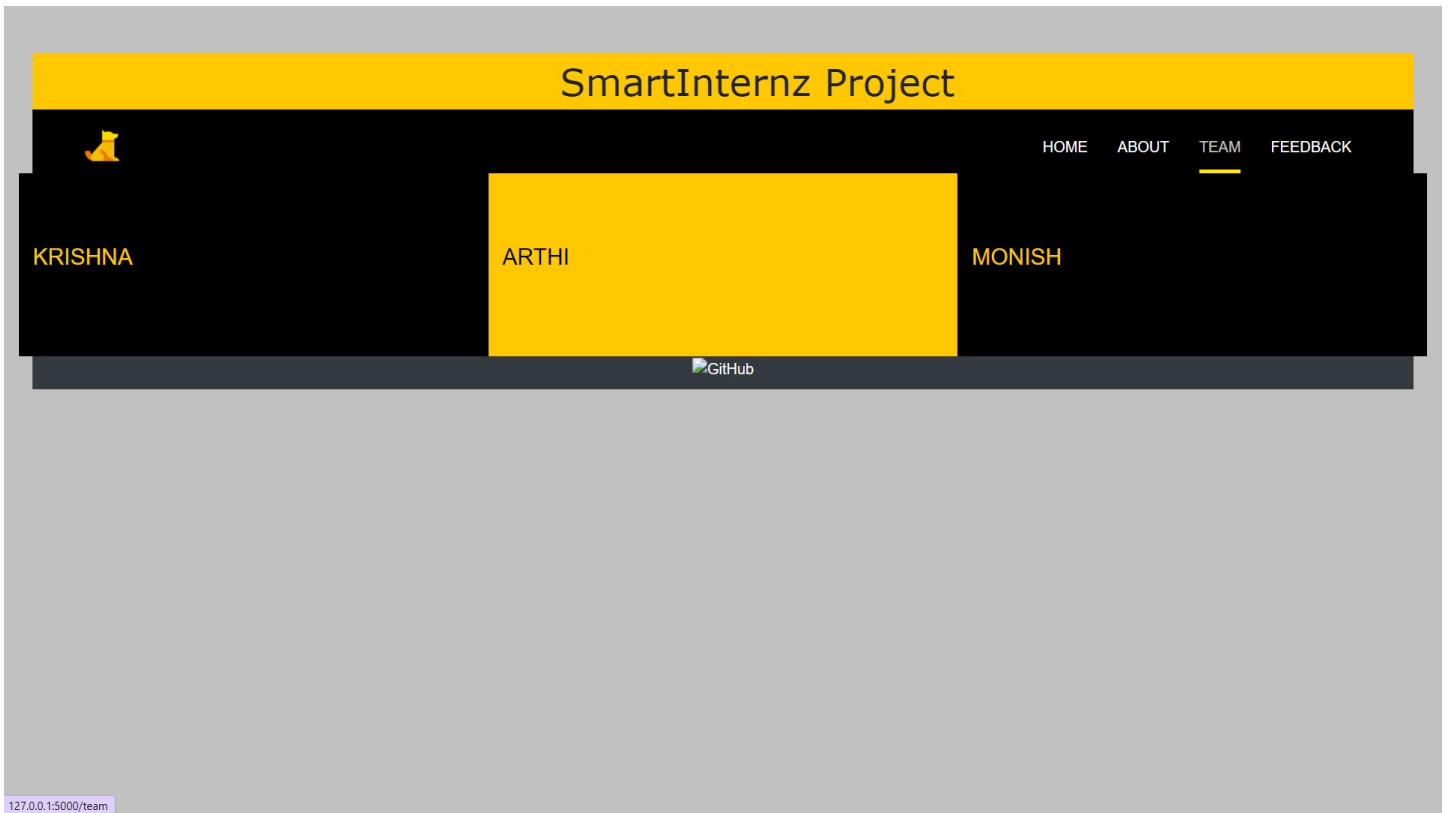 SmartInternz Project
HOME ABOUT TEAM FEEDBACK
KRISHNA ARTHI MONISH
GitHub
127.0.0.1:5000/team